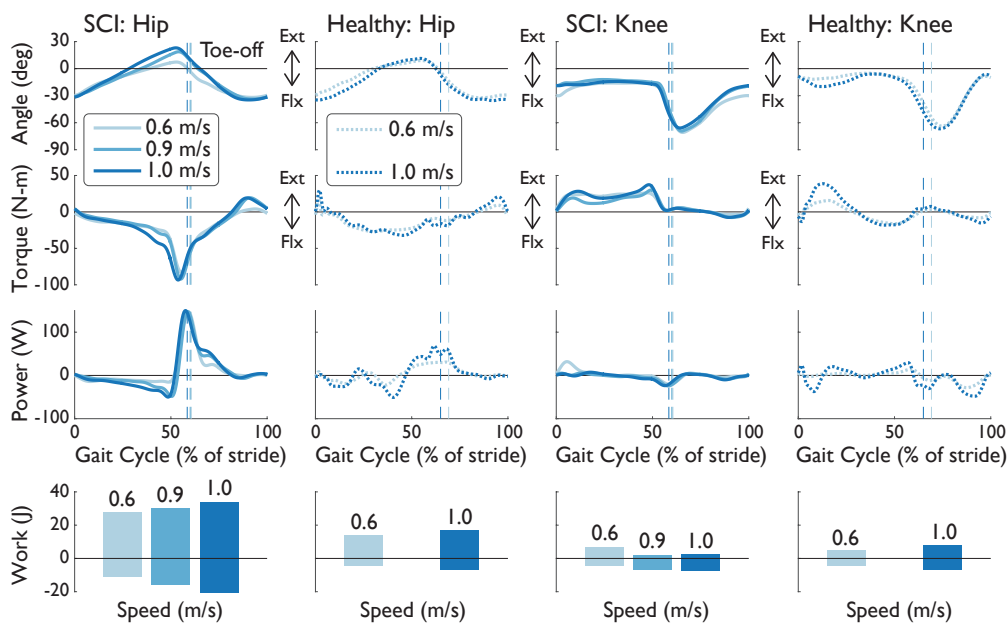 SCI: Hip
Healthy: Hip
SCI: Knee
Healthy: Knee
Angle (deg)
30
0
-30
-60
-90
Toe-off
Ext
Flx
Ext
Flx
Ext
Flx
0.6 m/s
0.9 m/s
1.0 m/s
0.6 m/s
1.0 m/s
Torque (N-m)
50
0
-50
-100
Ext
Flx
Ext
Flx
Ext
Flx
Power (W)
100
0
-100
0 50 100
0 50 100
0 50 100
0 50 100
Gait Cycle (% of stride)
Gait Cycle (% of stride)
Gait Cycle (% of stride)
Gait Cycle (% of stride)
Work (J)
40
20
0
-20
0.6 0.9 1.0
0.6 1.0
0.6 0.9 1.0
0.6 1.0
Speed (m/s)
Speed (m/s)
Speed (m/s)
Speed (m/s)